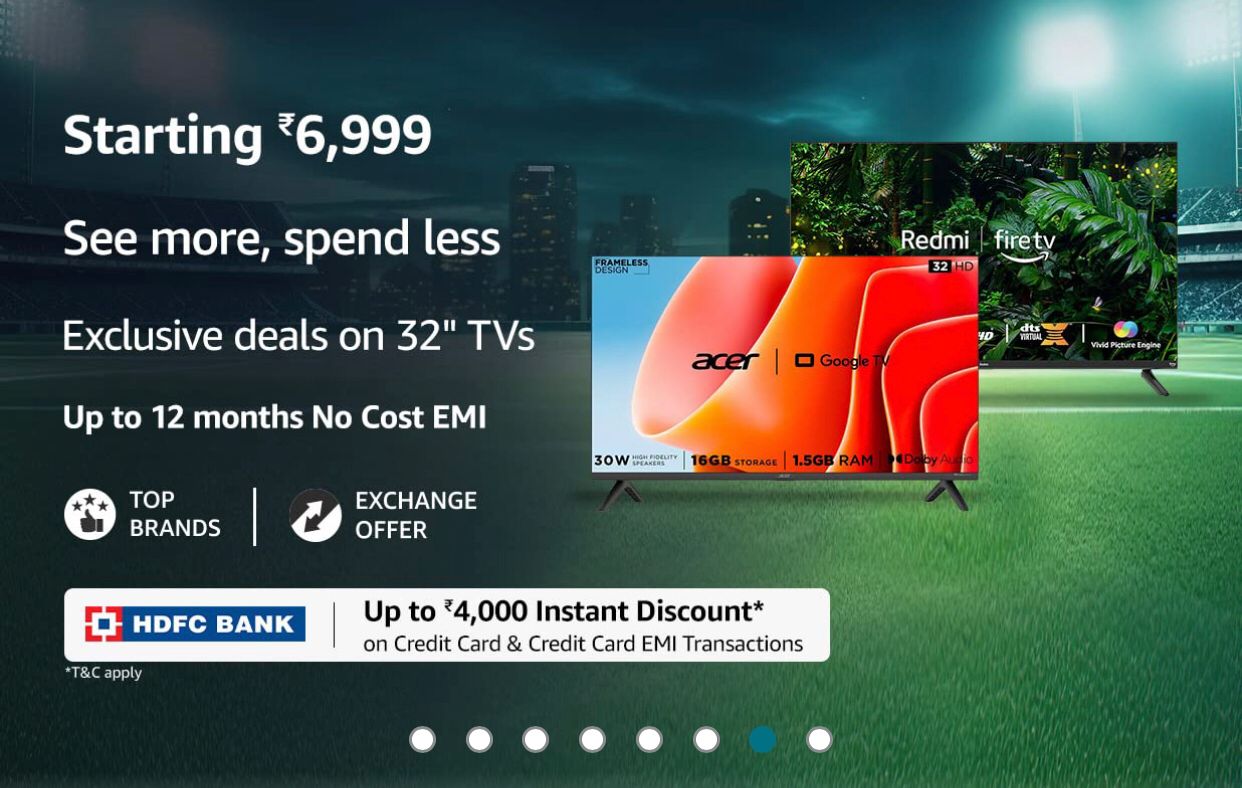 Starting ₹6,999
See more, spend less
Exclusive deals on 32" TVs
Up to 12 months No Cost EMI
TOP
BRANDS
EXCHANGE
OFFER
HDFC BANK
Up to ₹4,000 Instant Discount*
on Credit Card & Credit Card EMI Transactions
*T&C apply
Redmi | fire tv
HD
dts VIRTUAL X
Vivid Picture Engine
FRAMELESS
DESIGN
32 HD
acer | Google TV
30W HIGH FIDELITY SPEAKERS | 16GB STORAGE | 1.5GB RAM | Dolby Audio
acer